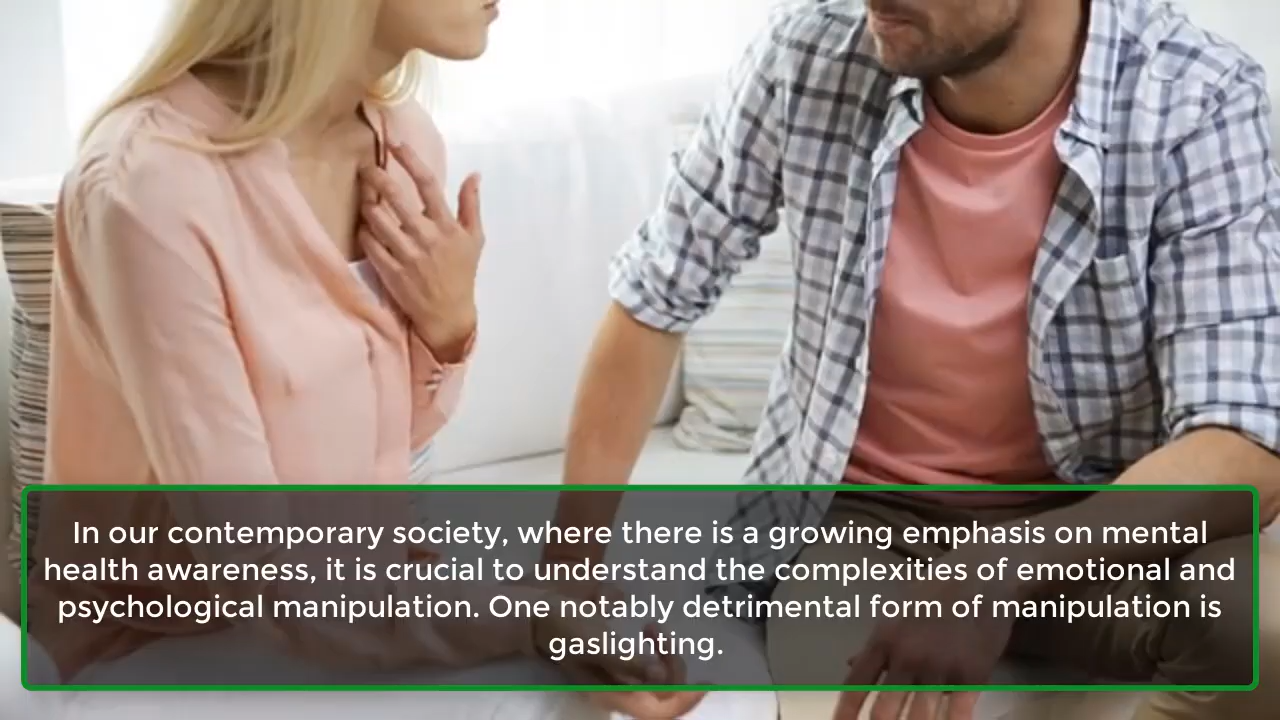 In our contemporary society, where there is a growing emphasis on mental
health awareness, it is crucial to understand the complexities of emotional and
psychological manipulation. One notably detrimental form of manipulation is
gaslighting.